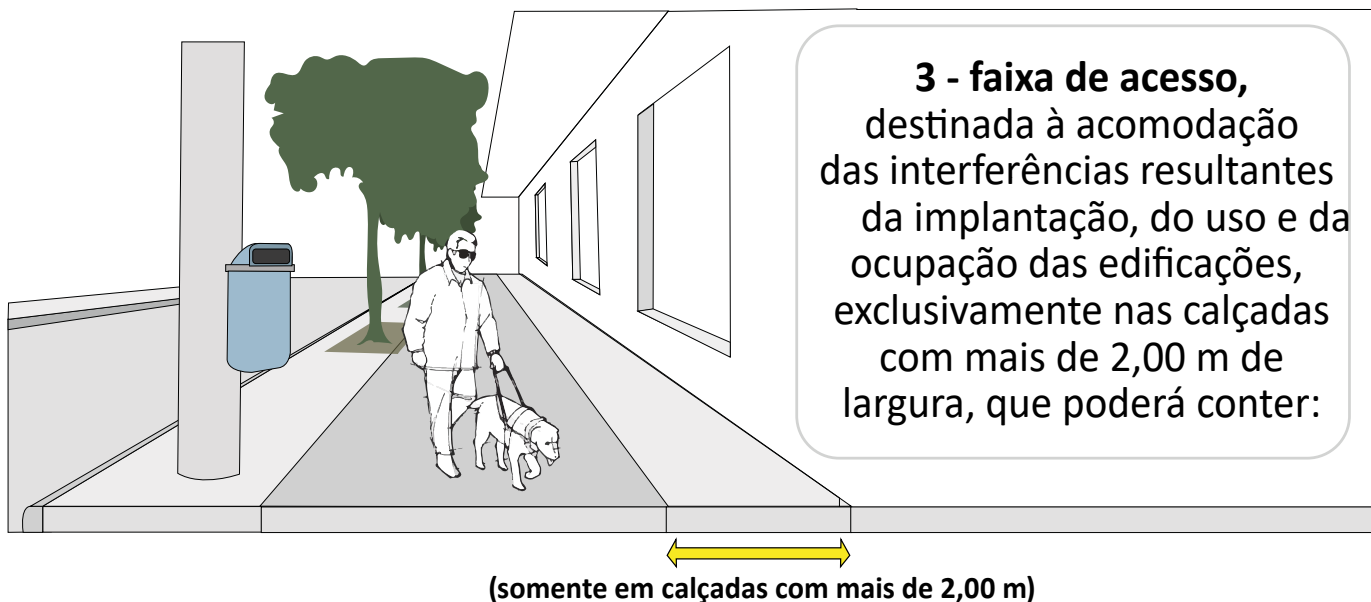 3 - faixa de acesso,
destinada à acomodação
das interferências resultantes
da implantação, do uso e da
ocupação das edificações,
exclusivamente nas calçadas
com mais de 2,00 m de
largura, que poderá conter:
(somente em calçadas com mais de 2,00 m)